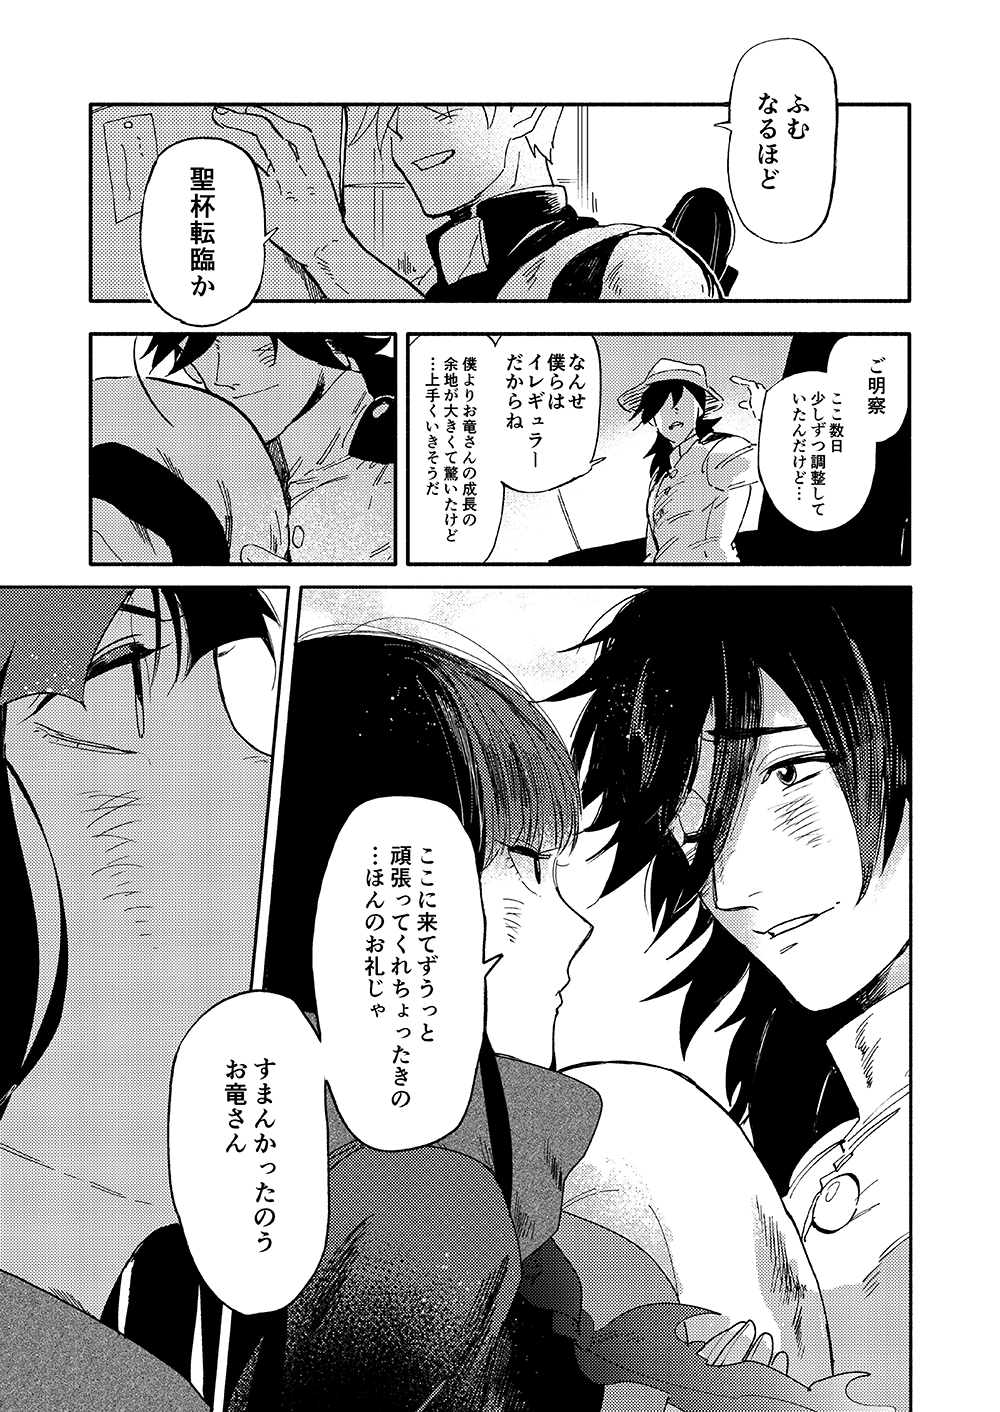 ふむ
なるほど
聖杯転臨か
ご明察
ここ数日
少しずつ調整して
いたんだけど…
なんせ
僕らは
イレギュラー
だからね
僕よりお竜さんの成長の
余地が大きくて驚いたけど
…上手くいきそうだ
ここに来てずうっと
頑張ってくれちょったきの
…ほんのお礼じゃ
すまんかったのう
お竜さん